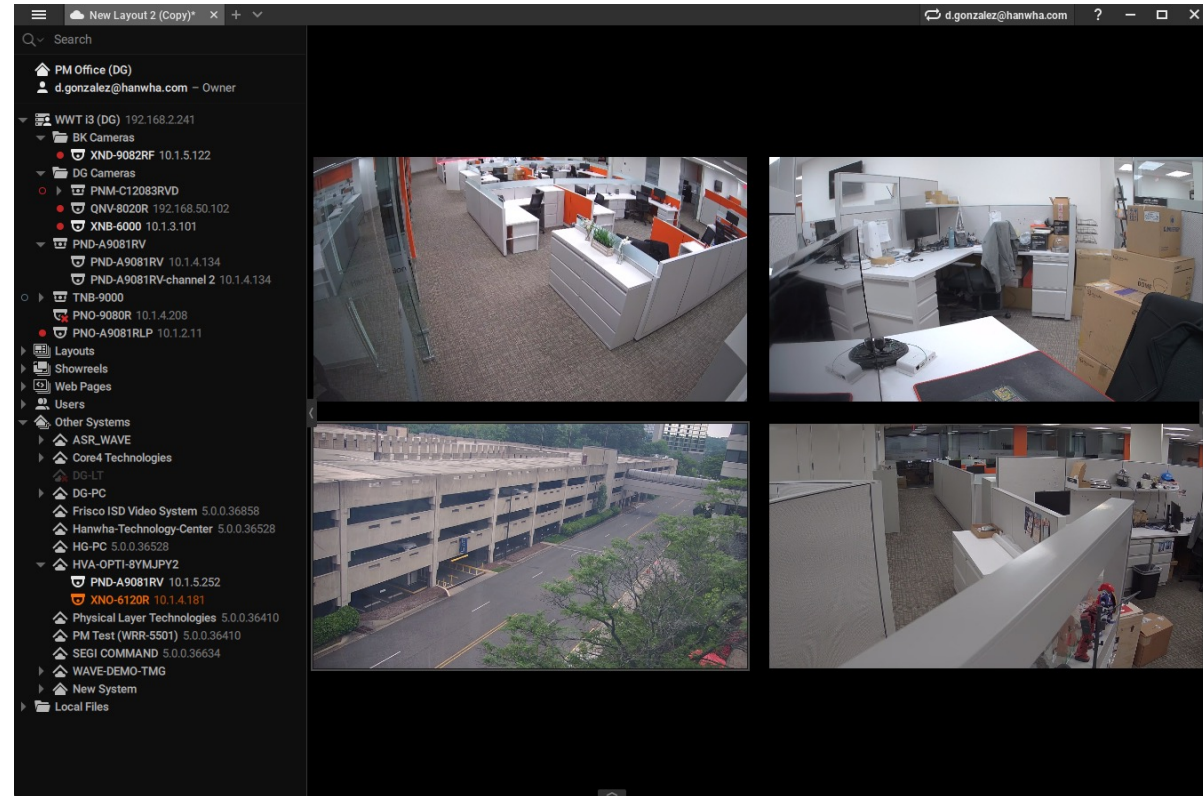 New Layout 2 (Copy)*
d.gonzalez@hanwha.com
Search
PM Office (DG)
d.gonzalez@hanwha.com – Owner
WWT i3 (DG) 192.168.2.241
BK Cameras
XND-9082RF 10.1.5.122
DG Cameras
PNM-C12083RVD
QNV-8020R 192.168.50.102
XNB-6000 10.1.3.101
PND-A9081RV
PND-A9081RV 10.1.4.134
PND-A9081RV-channel 2 10.1.4.134
TNB-9000
PNO-9080R 10.1.4.208
PNO-A9081RLP 10.1.2.11
Layouts
Showreels
Web Pages
Users
Other Systems
ASR_WAVE
Core4 Technologies
DG-LT
DG-PC
Frisco ISD Video System 5.0.0.36858
Hanwha-Technology-Center 5.0.0.36528
HG-PC 5.0.0.36528
HVA-OPTI-8YMJPY2
PND-A9081RV 10.1.5.252
XNO-6120R 10.1.4.181
Physical Layer Technologies 5.0.0.36410
PM Test (WRR-5501) 5.0.0.36410
SEGI COMMAND 5.0.0.36634
WAVE-DEMO-TMG
New System
Local Files